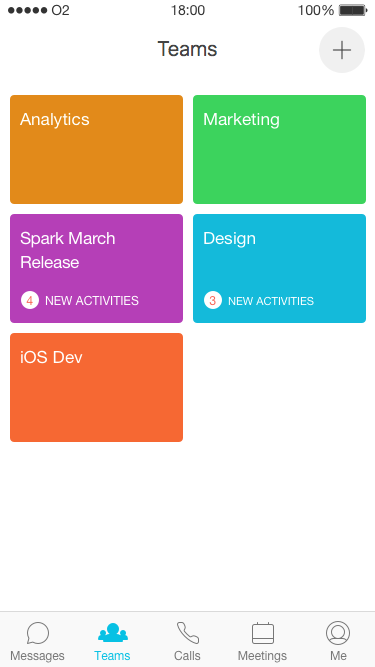 O2 18:00 100%
Teams
Analytics
Marketing
Spark March
Release
4 NEW ACTIVITIES
Design
3 NEW ACTIVITIES
iOS Dev
Messages Teams Calls Meetings Me